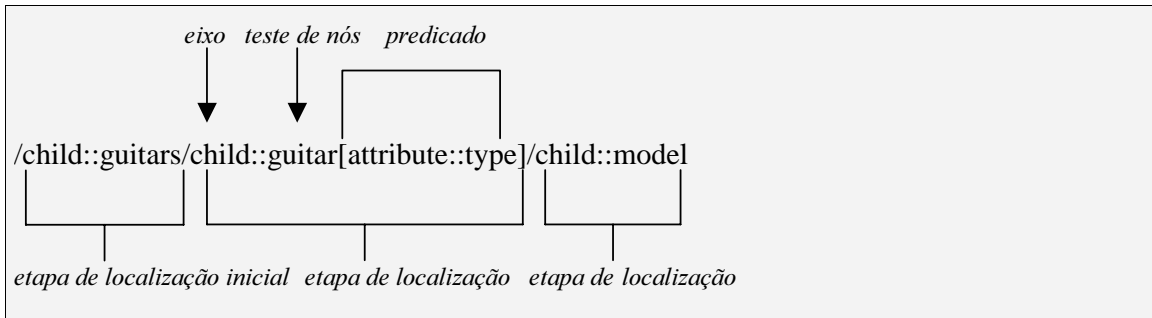 eixo teste de nós predicado
/child::guitars/child::guitar[attribute::type]/child::model
etapa de localização inicial etapa de localização etapa de localização